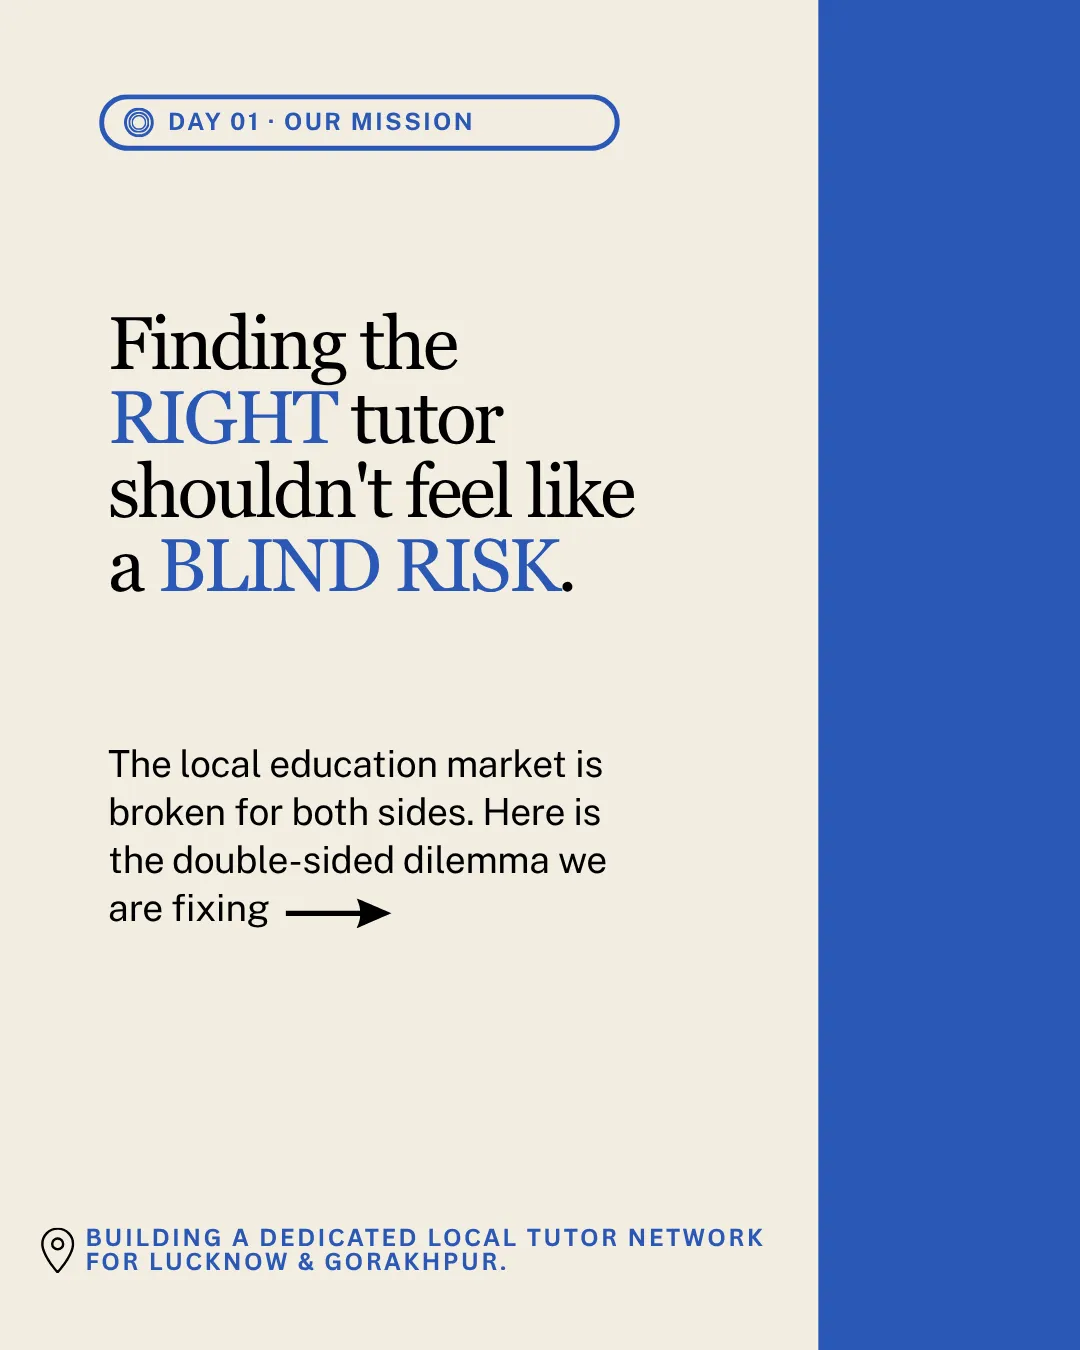 DAY 01 · OUR MISSION
Finding the
RIGHT tutor
shouldn't feel like
a BLIND RISK.
The local education market is
broken for both sides. Here is
the double-sided dilemma we
are fixing
BUILDING A DEDICATED LOCAL TUTOR NETWORK
FOR LUCKNOW & GORAKHPUR.